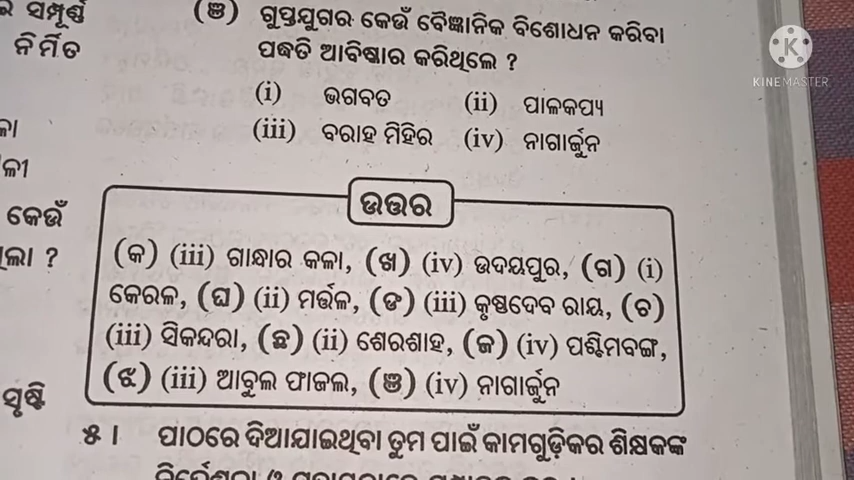 ସମ୍ପୂର୍ଣ୍ଣ
ନିର୍ମିତ
(ଞ) ଗୁପ୍ତଯୁଗର କେଉଁ ବୈଜ୍ଞାନିକ ବିଶୋଧନ କରିବା
ପଦ୍ଧତି ଆବିଷ୍କାର କରିଥିଲେ ?
(i) ଭଗବତ (ii) ପାଳକପ୍ୟ
(iii) ବରାହ ମିହିର (iv) ନାଗାର୍ଜୁନ
KINEMASTER
କେଉଁ
ଉତ୍ତର
(କ) (iii) ଗାନ୍ଧାର କଳା, (ଖ) (iv) ଉଦୟପୁର, (ଗ) (i)
କେରଳ, (ଘ) (ii) ମର୍ତ୍ତଳ, (ଙ) (iii) କୃଷ୍ଣଦେବ ରାୟ, (ଚ)
(iii) ସିକନ୍ଦରା, (ଛ) (ii) ଶେରଶାହ, (ଜ) (iv) ପଶ୍ଚିମବଙ୍ଗ,
(ଝ) (iii) ଆବୁଲ ଫାଜଲ, (ଞ) (iv) ନାଗାର୍ଜୁନ
ସୃଷ୍ଟି
୫ । ପାଠରେ ଦିଆଯାଇଥିବା ତୁମ ପାଇଁ କାମଗୁଡ଼ିକର ଶିକ୍ଷକଙ୍କ